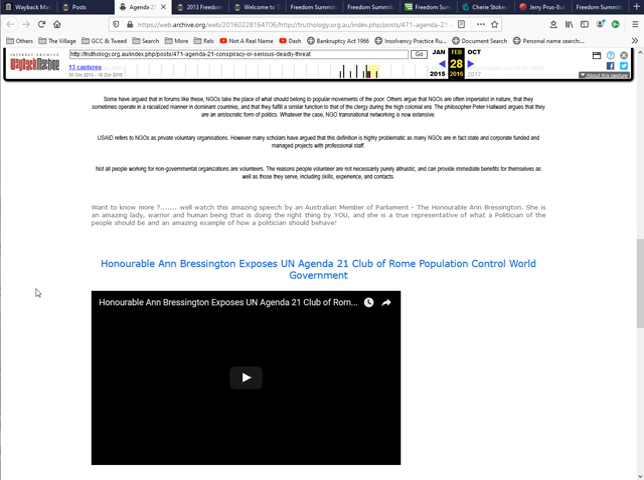 Wayback Mac
Posts
Agenda 21
2013 Freedom
Welcome to T
Freedom Summi
Freedom Summi
Freedom Sum
Freedom Summi
Cherie Stoker
Jerry Prus-But
Freedom Summi
https://web.archive.org/web/20160228164706/http://truthology.org.au/index.php/posts/471-agenda-21-
Others
The Village
GCC & Tweed
Search
More
Rels
Not A Real Name
Dash
Bankruptcy Act 1966
Insolvency Practice Ru
Document Search
Personal name search:
INTERNET ARCHIVE
WayBackMachine
http://truthology.org.au/index.php/posts/471-agenda-21-conspiracy-or-serious-deadly-threat
Go
JAN FEB OCT
13 captures
28
2015 2016 2017
About this capture
Some have argued that in forums like these, NGOs take the place of what should belong to popular movements of the poor. Others argue that NGOs are often imperialist in nature, that they
sometimes operate in a racialized manner in dominant countries, and that they fulfil a similar function to that of the clergy during the high colonial era. The philosopher Peter Hallward argues that they
are an aristocratic form of politics. Whatever the case, NGO transnational networking is now extensive.
USAID refers to NGOs as private voluntary organisations. However many scholars have argued that this definition is highly problematic as many NGOs are in fact state and corporate funded and
managed projects with professional staff.
Not all people working for non-governmental organizations are volunteers. The reasons people volunteer are not necessarily purely altruistic, and can provide immediate benefits for themselves as
well as those they serve, including skills, experience, and contacts.
Want to know more ?....... well watch this amazing speech by an Australian Member of Parliament - The Honourable Ann Bressington. She is
an amazing lady, warrior and human being that is doing the right thing by YOU, and she is a true representative of what a Politician of the
people should be and an amazing example of how a politician should behave!
Honourable Ann Bressington Exposes UN Agenda 21 Club of Rome Population Control World
Government
Honourable Ann Bressington Exposes UN Agenda 21 Club of Rom...